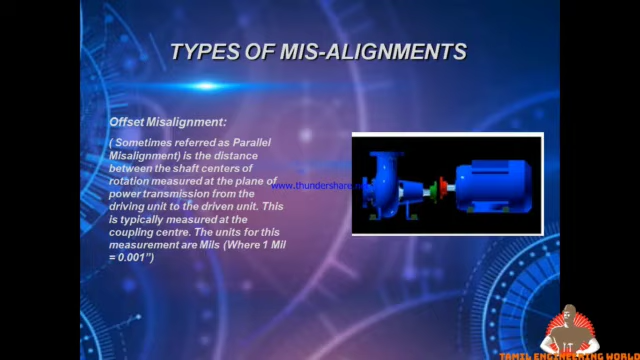 TYPES OF MIS-ALIGNMENTS
Offset Misalignment:
( Sometimes referred as Parallel
Misalignment) is the distance
between the shaft centers of
rotation measured at the plane of
power transmission from the
driving unit to the driven unit. This
is typically measured at the
coupling centre. The units for this
measurement are Mils (Where 1 Mil
= 0.001”)
www.thundershare.n
TAMIL ENGINEERING WORLD